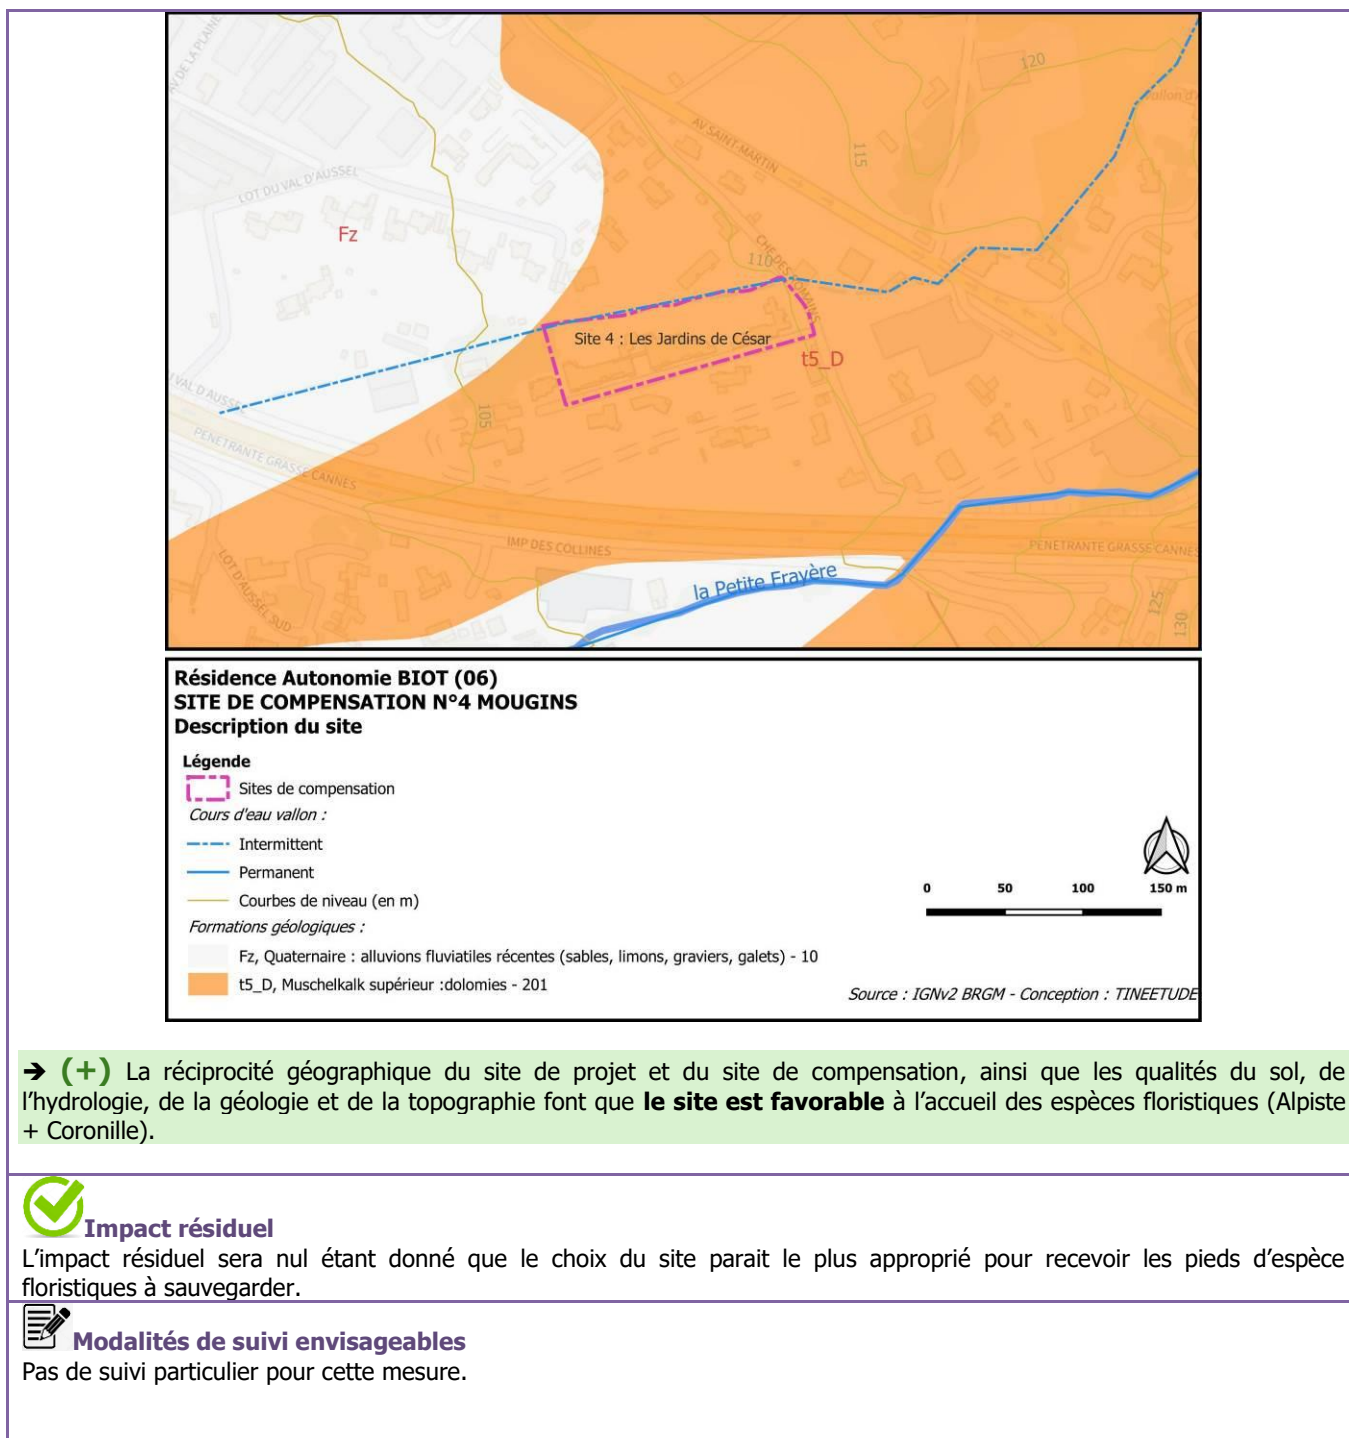 AV DE LA PLAINE
120
AV SAINT-MARTIN
115
LOT DU VAL D'AUSSEL
Fz
110
CHE DES ROMAINS
Site 4 : Les Jardins de César
t5_D
105
PENETRANTE GRASSE CANNES
IMP DES COLLINES
PENETRANTE GRASSE CANNES
la Petite Frayère
LOT D'AUSSEL SUD
125
130
Résidence Autonomie BIOT (06)
SITE DE COMPENSATION N°4 MOUGINS
Description du site
Légende
Sites de compensation
Cours d'eau vallon :
Intermittent
Permanent
Courbes de niveau (en m)
0 50 100 150 m
Formations géologiques :
Fz, Quaternaire : alluvions fluviatiles récentes (sables, limons, graviers, galets) - 10
t5_D, Muschelkalk supérieur :dolomies - 201
Source : IGNv2 BRGM - Conception : TINEETUDE
➔ (+) La réciprocité géographique du site de projet et du site de compensation, ainsi que les qualités du sol, de
l'hydrologie, de la géologie et de la topographie font que le site est favorable à l'accueil des espèces floristiques (Alpiste
+ Coronille).
Impact résiduel
L'impact résiduel sera nul étant donné que le choix du site parait le plus approprié pour recevoir les pieds d'espèce
floristiques à sauvegarder.
Modalités de suivi envisageables
Pas de suivi particulier pour cette mesure.